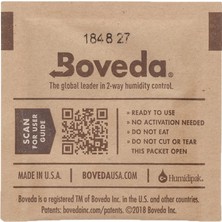 1848 27
Boveda®
The global leader in 2-way humidity control.
SCAN
FOR USER
GUIDE
• READY TO USE
• NO ACTIVATION NEEDED
• DO NOT EAT
• DO NOT CUT OR TEAR
THIS PACKET OPEN
MADE IN U.S.A.
BOVEDAUSA.COM
Humidipak.
Boveda is a registered TM of Boveda Inc. in the U.S. and other countries.
Patents: bovedainc.com/patents. ©2018 Boveda Inc.